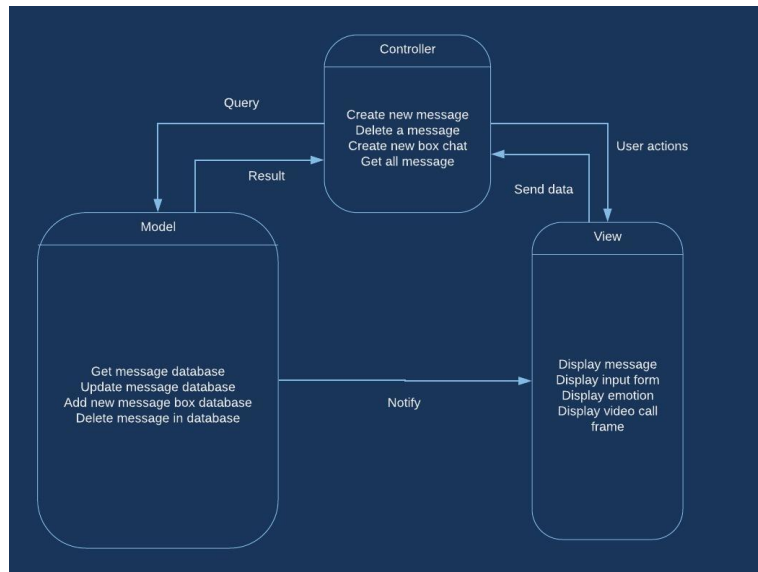 Controller
Create new message
Delete a message
Create new box chat
Get all message
Query
Result
User actions
Send data
Model
Get message database
Update message database
Add new message box database
Delete message in database
Notify
View
Display message
Display input form
Display emotion
Display video call
frame